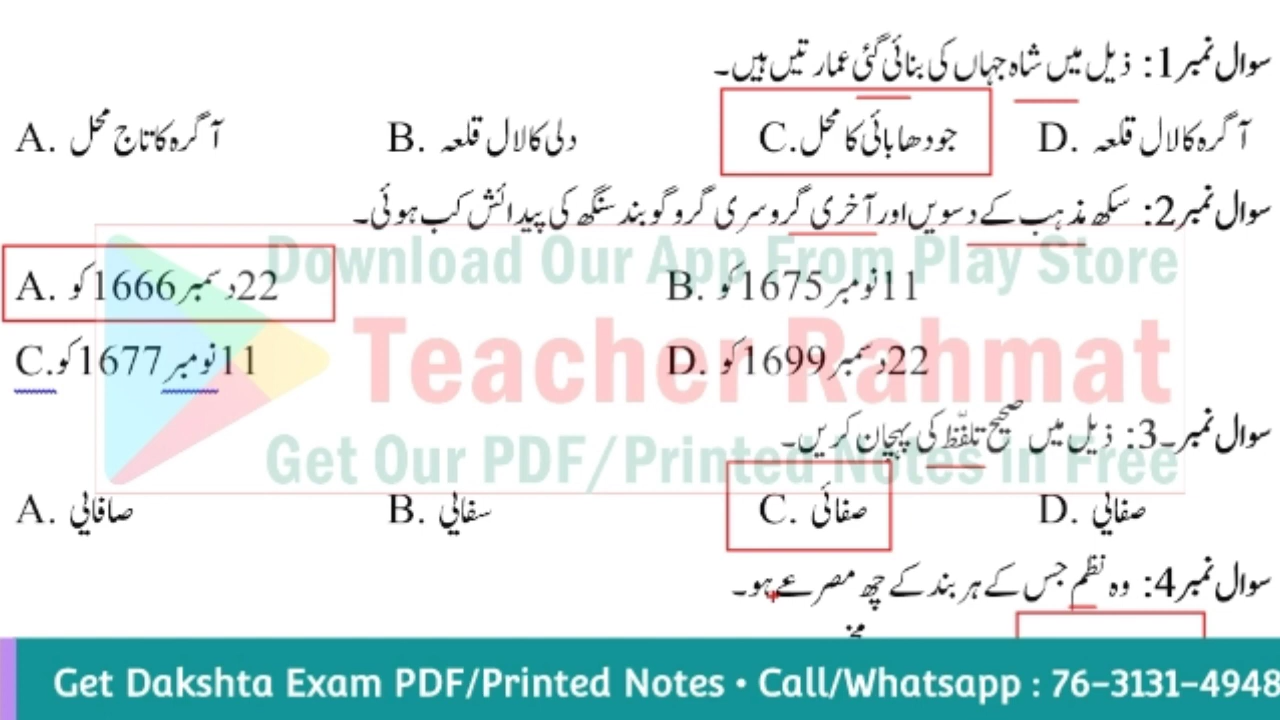 سوال نمبر1: ذیل میں شاہ جہاں کی بنائی گئی عمارتیں ہیں۔
A. آگرہ کا تاج محل B. دلی کا لال قلعہ C. جودھا بائی کا محل D. آگرہ کا لال قلعہ
سوال نمبر2: سکھ مذہب کے دسویں اور آخری گرو سری گرو گوبند سنگھ کی پیدائش کب ہوئی۔
Download Our App From Play Store
A. 22دسمبر1666کو B. 11نومبر1675کو
Teacher Rahmat
C. 11نومبر1677کو D. 22دسمبر1699کو
سوال نمبر۔3: ذیل میں صحیح تلفّظ کی پہچان کریں۔
Get Our PDF/Printed Notes in Free
A. صافایٔی B. سفایٔی C. صفائی D. صفایٔی
سوال نمبر4: وہ نظم جس کے ہر بند کے چھ مصرعے ہو۔
Get Dakshta Exam PDF/Printed Notes • Call/Whatsapp : 76-3131-4948